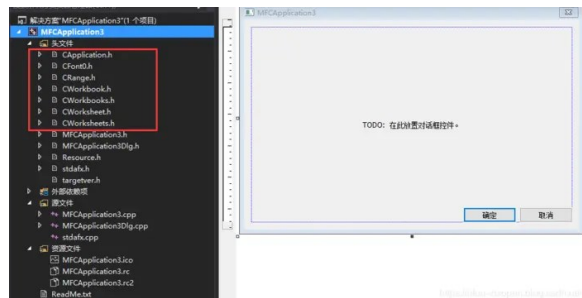 解决方案"MFCApplication3"(1 个项目)
MFCApplication3
头文件
CApplication.h
CFont0.h
CRange.h
CWorkbook.h
CWorkbooks.h
CWorksheet.h
CWorksheets.h
MFCApplication3.h
MFCApplication3Dlg.h
Resource.h
stdafx.h
targetver.h
外部依赖项
源文件
MFCApplication3.cpp
MFCApplication3Dlg.cpp
stdafx.cpp
资源文件
MFCApplication3.ico
MFCApplication3.rc
MFCApplication3.rc2
ReadMe.txt
MFCApplication3
TODO: 在此放置对话框控件。
确定
取消